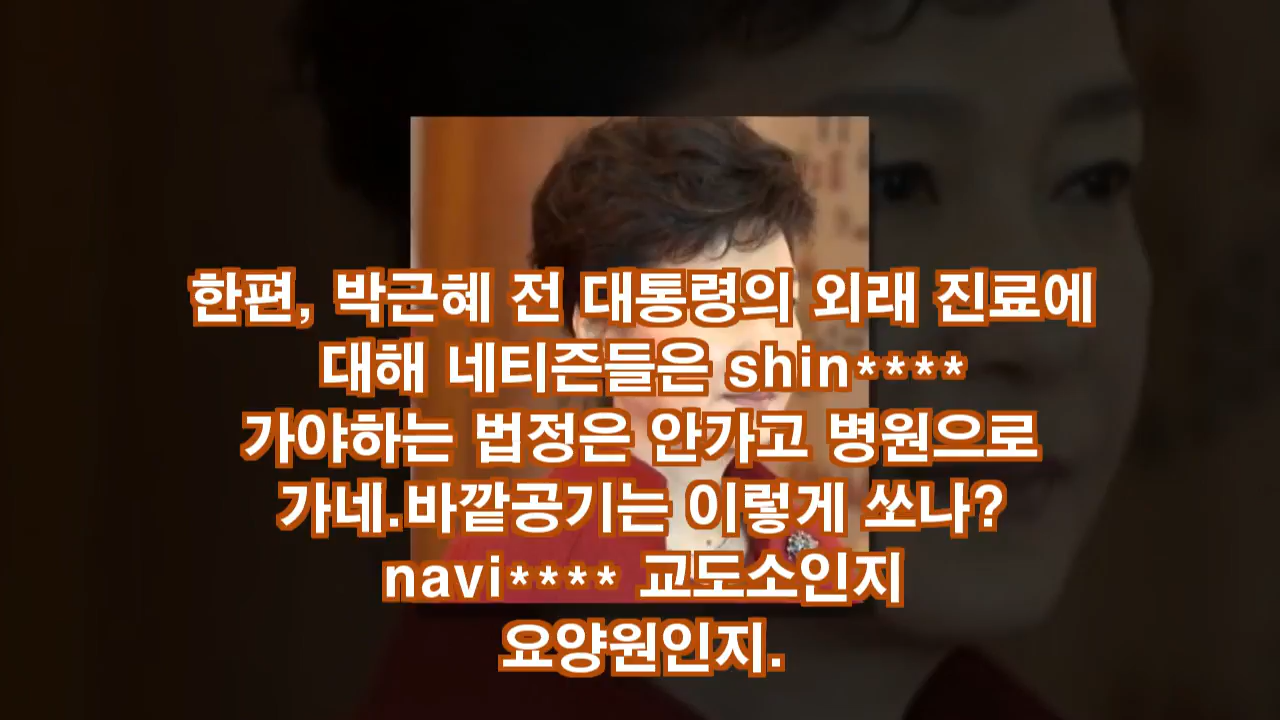 한편, 박근혜 전 대통령의 외래 진료에
대해 네티즌들은 shin****
가야하는 법정은 안가고 병원으로
가네.바깥공기는 이렇게 쏘나?
navi**** 교도소인지
요양원인지.